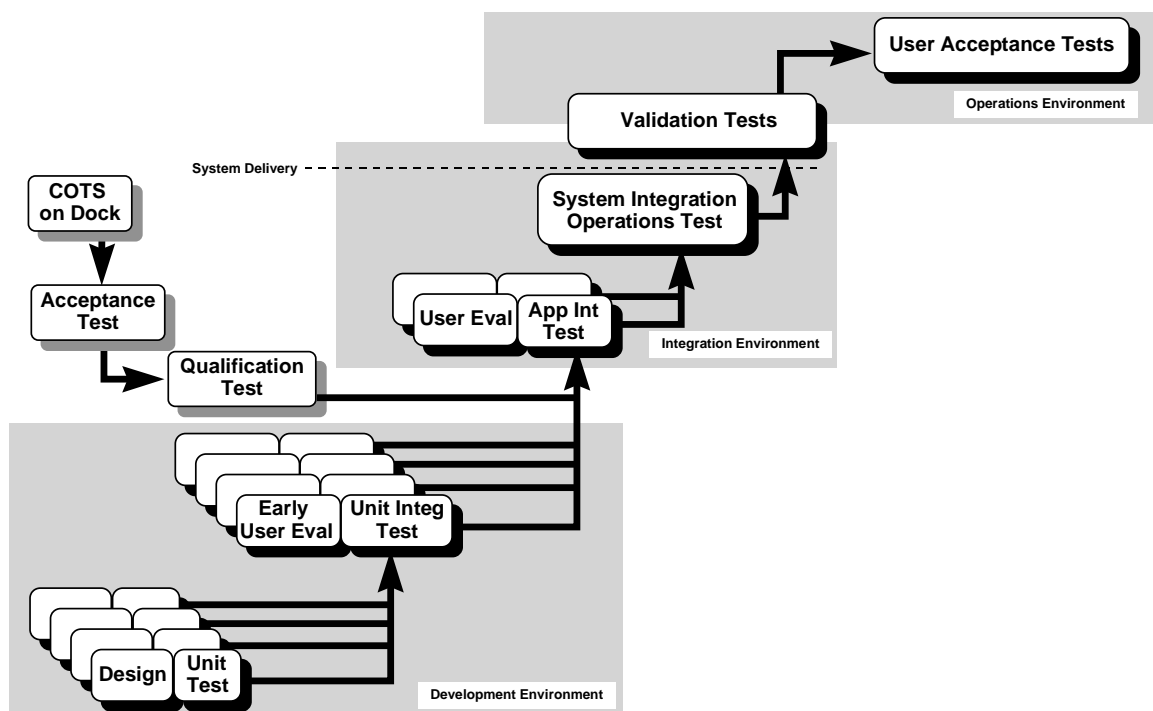 User Acceptance Tests
Operations Environment
Validation Tests
System Delivery
COTS
on Dock
System Integration
Operations Test
Acceptance
Test
User Eval
App Int
Test
Integration Environment
Qualification
Test
Early
User Eval
Unit Integ
Test
Design
Unit
Test
Development Environment